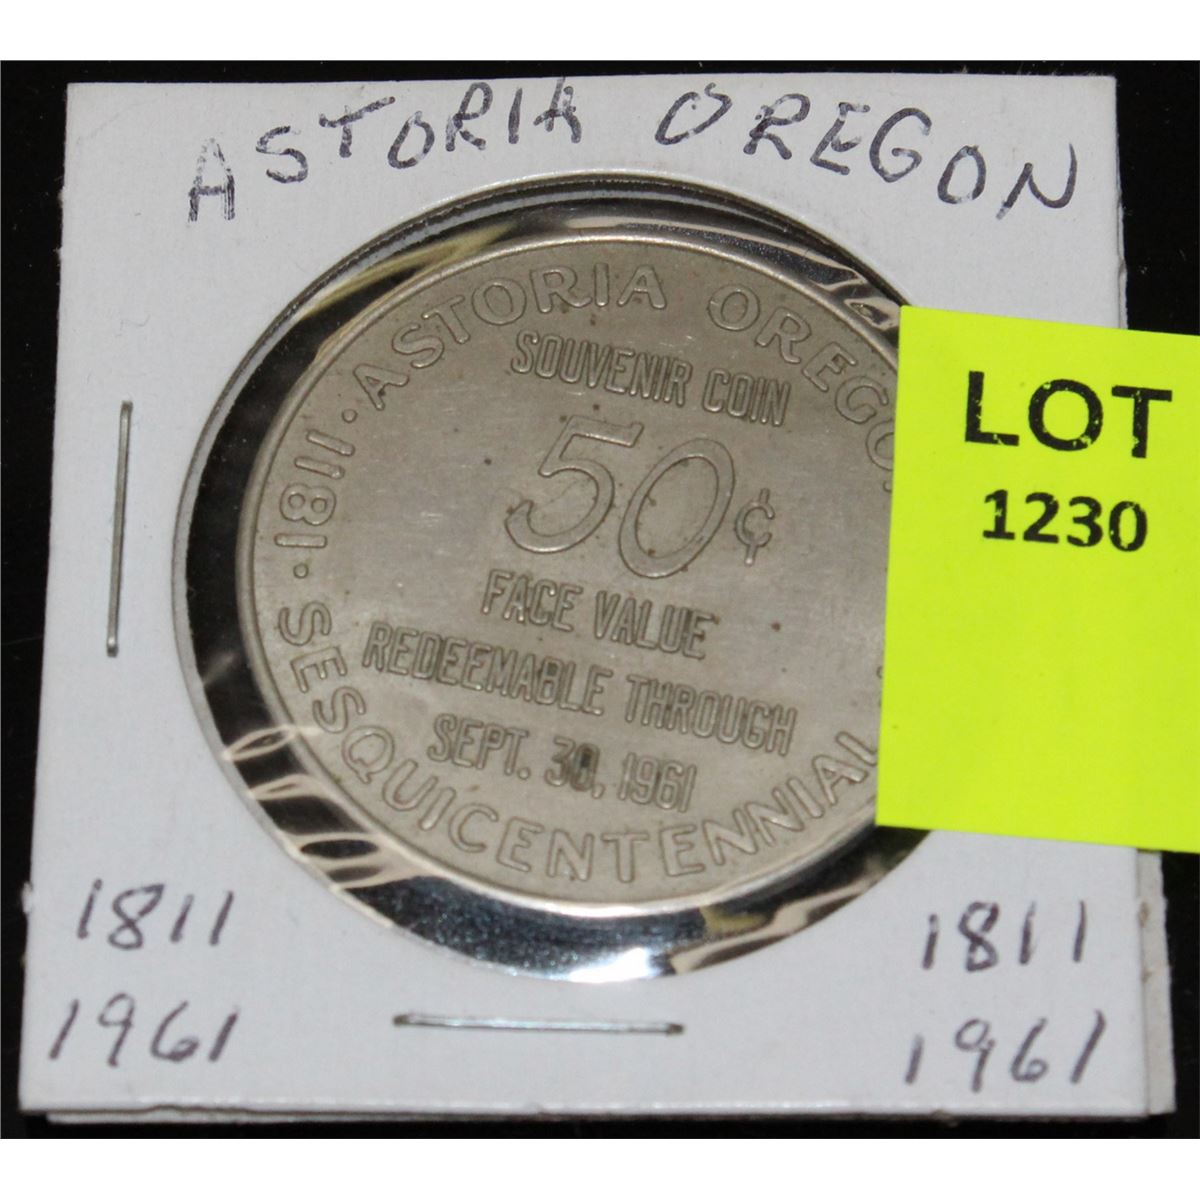 ASTORIA OREGON
1811 · ASTORIA OREGO
SOUVENIR COIN
50¢
FACE VALUE
REDEEMABLE THROUGH
SEPT. 30, 1961
· SESQUICENTENNIAL
LOT
1230
1811
1961
1811
1961